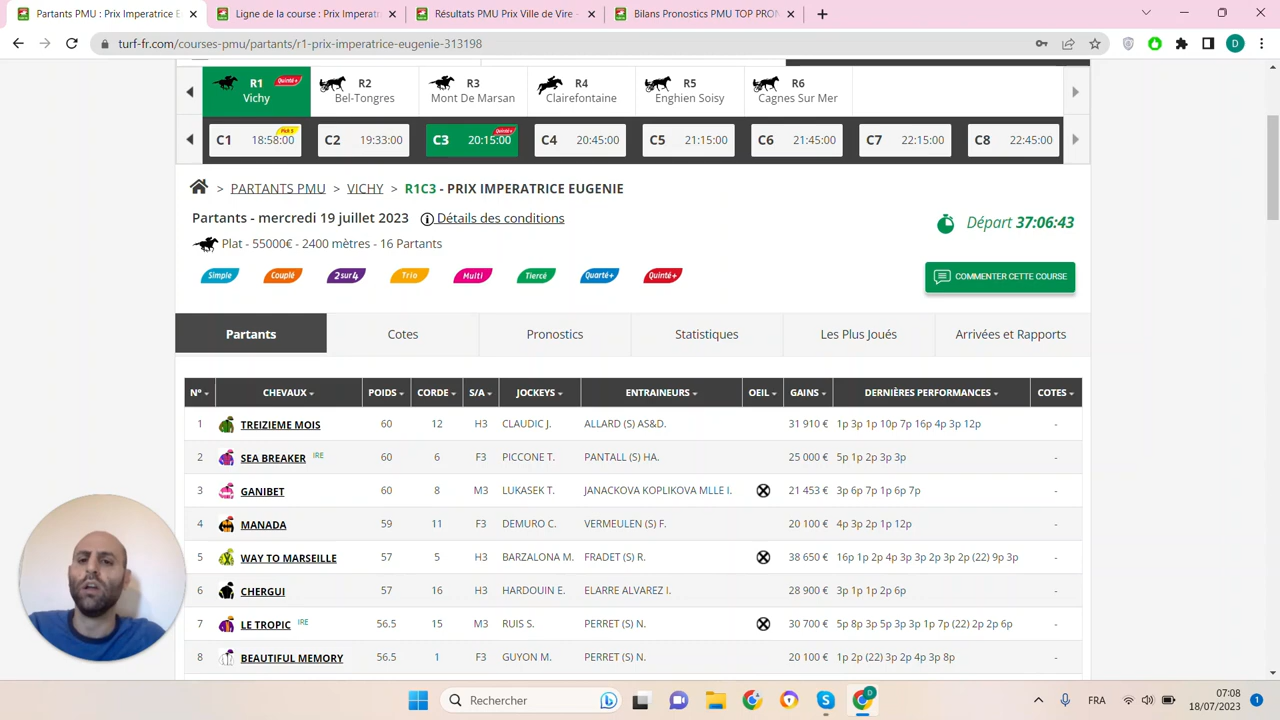 Partants PMU : Prix Imperatrice E
Ligne de la course : Prix Imperat
Résultats PMU Prix Ville de Vire -
Bilans Pronostics PMU TOP PRON
turf-fr.com/courses-pmu/partants/r1-prix-imperatrice-eugenie-313198
R1 Quinté+ R2 R3 R4 R5 R6
Vichy Bel-Tongres Mont De Marsan Clairefontaine Enghien Soisy Cagnes Sur Mer
C1 18:58:00 Pick 5 C2 19:33:00 C3 20:15:00 Quinté+ C4 20:45:00 C5 21:15:00 C6 21:45:00 C7 22:15:00 C8 22:45:00
> PARTANTS PMU > VICHY > R1C3 - PRIX IMPERATRICE EUGENIE
Partants - mercredi 19 juillet 2023 Détails des conditions
Départ 37:06:43
Plat - 55000€ - 2400 mètres - 16 Partants
Simple Couplé 2 sur 4 Trio Multi Tiercé Quarté+ Quinté+
COMMENTER CETTE COURSE
Partants Cotes Pronostics Statistiques Les Plus Joués Arrivées et Rapports
N° CHEVAUX POIDS CORDE S/A JOCKEYS ENTRAINEURS OEIL GAINS DERNIÈRES PERFORMANCES COTES
1 TREIZIEME MOIS 60 12 H3 CLAUDIC J. ALLARD (S) AS&D. 31 910 € 1p 3p 1p 10p 7p 16p 4p 3p 12p -
2 SEA BREAKER IRE 60 6 F3 PICCONE T. PANTALL (S) HA. 25 000 € 5p 1p 2p 3p 3p -
3 GANIBET 60 8 M3 LUKASEK T. JANACKOVA KOPLIKOVA MLLE I. 21 453 € 3p 6p 7p 1p 6p 7p -
4 MANADA 59 11 F3 DEMURO C. VERMEULEN (S) F. 20 100 € 4p 3p 2p 1p 12p -
5 WAY TO MARSEILLE 57 5 H3 BARZALONA M. FRADET (S) R. 38 650 € 16p 1p 2p 4p 3p 3p 2p 3p 2p (22) 9p 3p -
6 CHERGUI 57 16 H3 HARDOUIN E. ELARRE ALVAREZ I. 28 900 € 3p 1p 1p 2p 6p -
7 LE TROPIC IRE 56.5 15 M3 RUIS S. PERRET (S) N. 30 700 € 5p 8p 3p 5p 3p 3p 1p 7p (22) 2p 2p 6p -
8 BEAUTIFUL MEMORY 56.5 1 F3 GUYON M. PERRET (S) N. 20 100 € 1p 2p (22) 3p 2p 4p 3p 8p -
Rechercher
FRA
07:08
18/07/2023